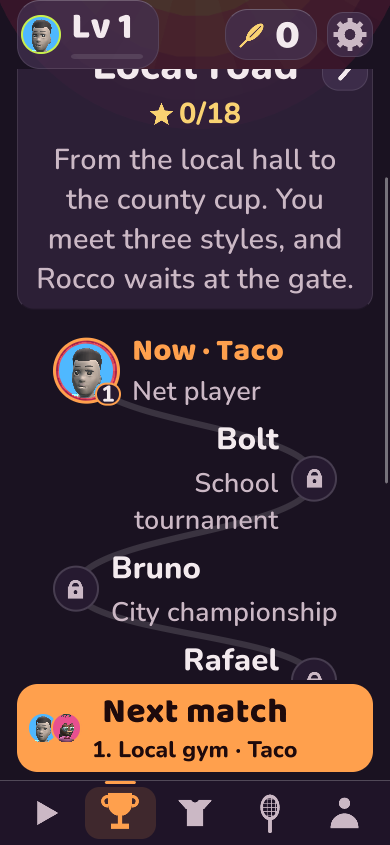 Lv 1
0
Local road
0/18
From the local hall to
the county cup. You
meet three styles, and
Rocco waits at the gate.
Now · Taco
Net player
1
Bolt
School
tournament
Bruno
City championship
Rafael
Next match
1. Local gym · Taco